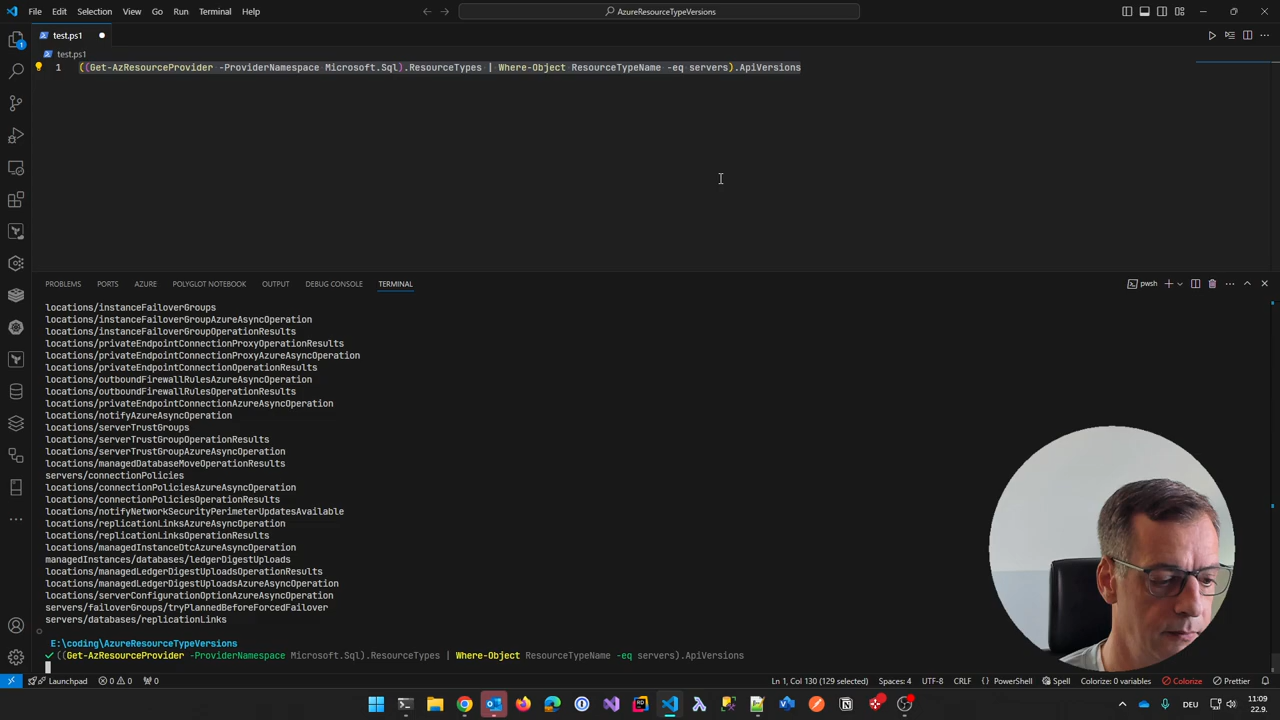 File Edit Selection View Go Run Terminal Help
AzureResourceTypeVersions
test.ps1
test.ps1
1 ((Get-AzResourceProvider -ProviderNamespace Microsoft.Sql).ResourceTypes | Where-Object ResourceTypeName -eq servers).ApiVersions
PROBLEMS PORTS AZURE POLYGLOT NOTEBOOK OUTPUT DEBUG CONSOLE TERMINAL
pwsh
locations/instanceFailoverGroups
locations/instanceFailoverGroupAzureAsyncOperation
locations/instanceFailoverGroupOperationResults
locations/privateEndpointConnectionProxyOperationResults
locations/privateEndpointConnectionProxyAzureAsyncOperation
locations/privateEndpointConnectionOperationResults
locations/outboundFirewallRulesAzureAsyncOperation
locations/outboundFirewallRulesOperationResults
locations/privateEndpointConnectionAzureAsyncOperation
locations/notifyAzureAsyncOperation
locations/serverTrustGroups
locations/serverTrustGroupOperationResults
locations/serverTrustGroupAzureAsyncOperation
locations/managedDatabaseMoveOperationResults
servers/connectionPolicies
locations/connectionPoliciesAzureAsyncOperation
locations/connectionPoliciesOperationResults
locations/notifyNetworkSecurityPerimeterUpdatesAvailable
locations/replicationLinksAzureAsyncOperation
locations/replicationLinksOperationResults
locations/managedInstanceDtcAzureAsyncOperation
managedInstances/databases/ledgerDigestUploads
locations/managedLedgerDigestUploadsOperationResults
locations/managedLedgerDigestUploadsAzureAsyncOperation
locations/serverConfigurationOptionAzureAsyncOperation
servers/failoverGroups/tryPlannedBeforeForcedFailover
servers/databases/replicationLinks
E:\coding\AzureResourceTypeVersions
((Get-AzResourceProvider -ProviderNamespace Microsoft.Sql).ResourceTypes | Where-Object ResourceTypeName -eq servers).ApiVersions
Launchpad 0 0 0 Ln 1, Col 130 (129 selected) Spaces: 4 UTF-8 CRLF PowerShell Spell Colorize: 0 variables Colorize Prettier
11:09
22.9.